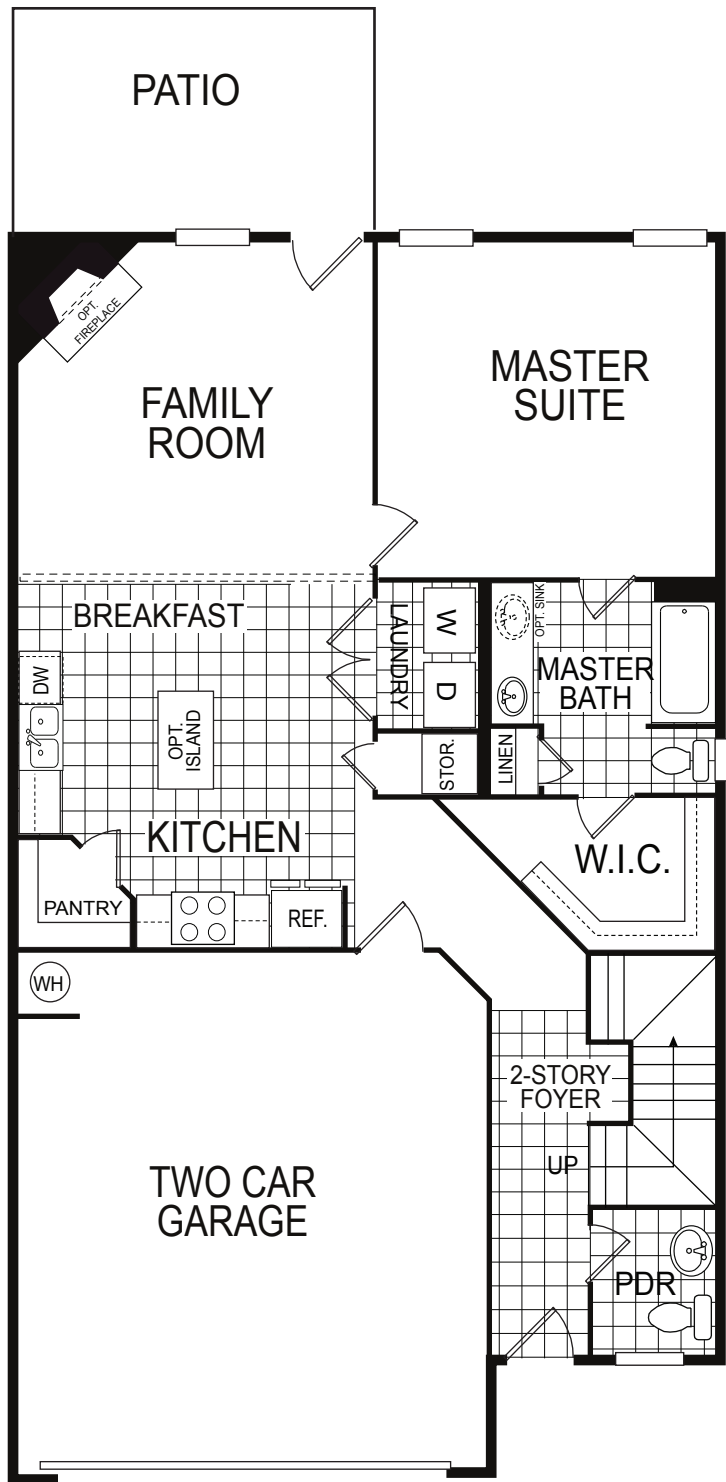 PATIO
OPT.
FIREPLACE
FAMILY
ROOM
MASTER
SUITE
BREAKFAST
LAUNDRY
W
D
OPT. SINK
MASTER
BATH
DW
OPT.
ISLAND
STOR.
LINEN
KITCHEN
W.I.C.
PANTRY
REF.
WH
2-STORY
FOYER
UP
TWO CAR
GARAGE
PDR